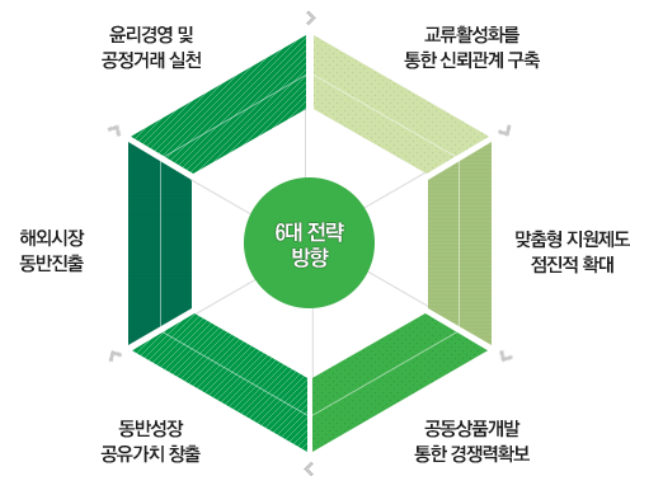 윤리경영 및
공정거래 실천
교류활성화를
통한 신뢰관계 구축
해외시장
동반진출
6대 전략
방향
맞춤형 지원제도
점진적 확대
동반성장
공유가치 창출
공동상품개발
통한 경쟁력확보